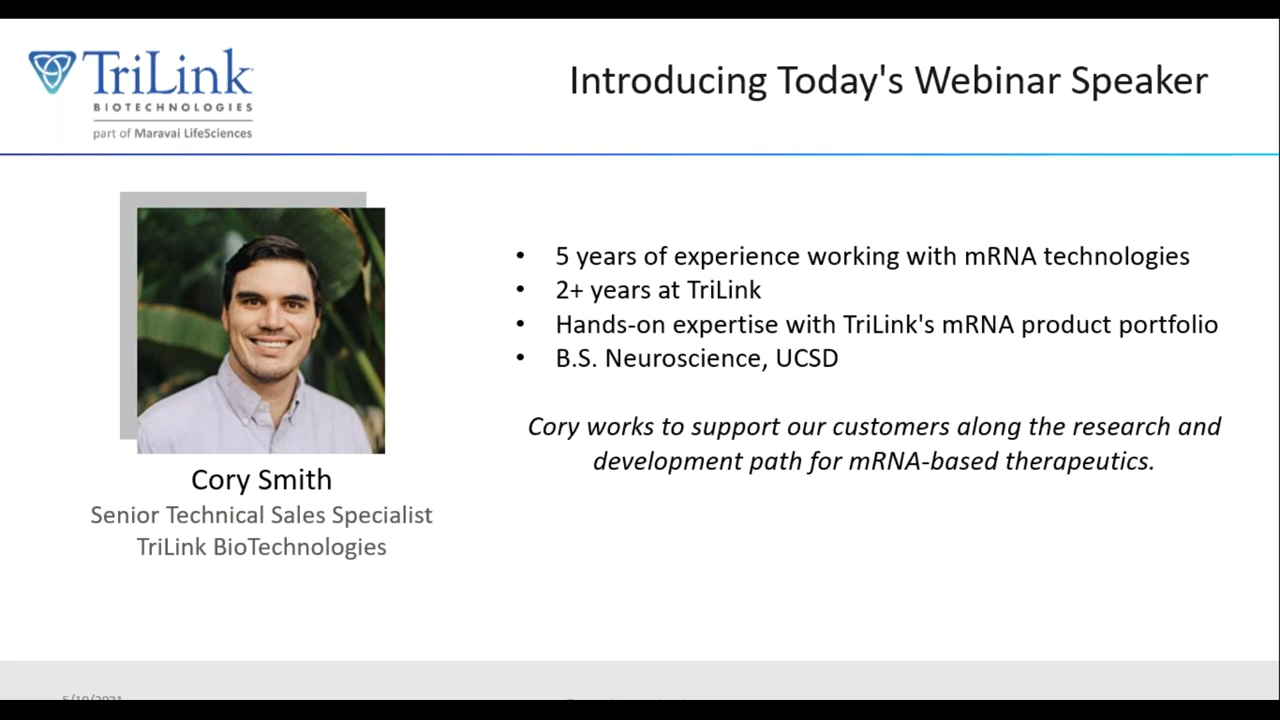 TriLink
BIOTECHNOLOGIES
part of Maravai LifeSciences
Introducing Today's Webinar Speaker
• 5 years of experience working with mRNA technologies
• 2+ years at TriLink
• Hands-on expertise with TriLink's mRNA product portfolio
• B.S. Neuroscience, UCSD
Cory works to support our customers along the research and
development path for mRNA-based therapeutics.
Cory Smith
Senior Technical Sales Specialist
TriLink BioTechnologies